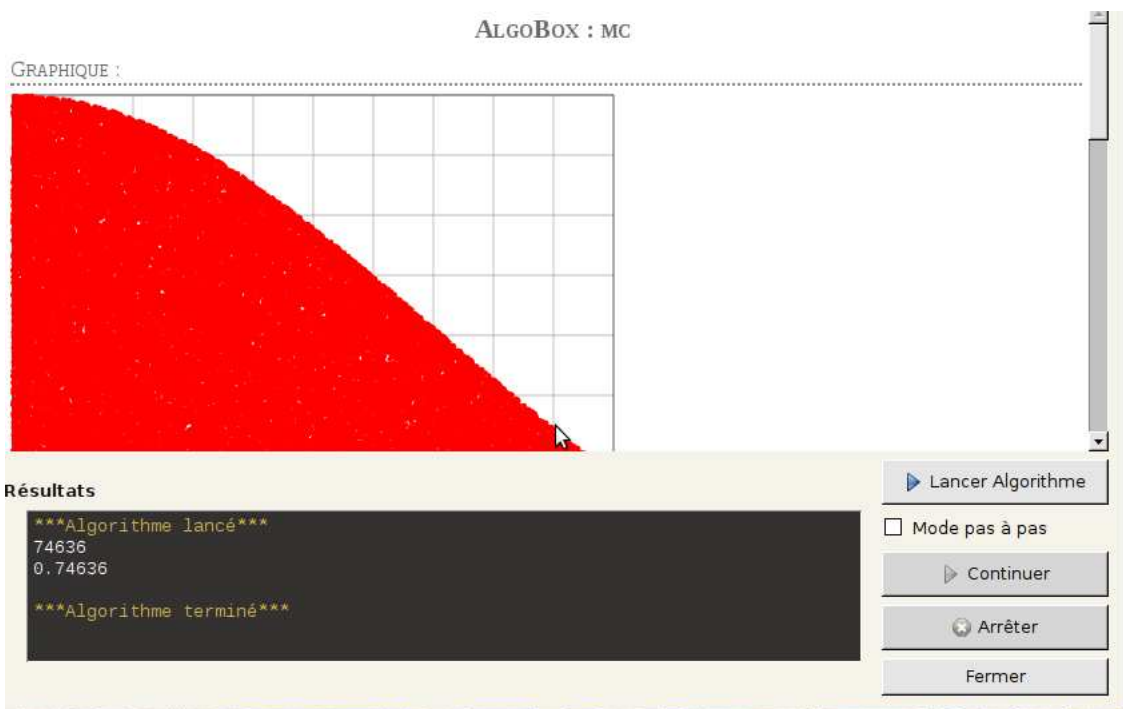 AlgoBox : mc
Graphique :
Résultats
***Algorithme lancé***
74636
0.74636
***Algorithme terminé***
Lancer Algorithme
Mode pas à pas
Continuer
Arrêter
Fermer